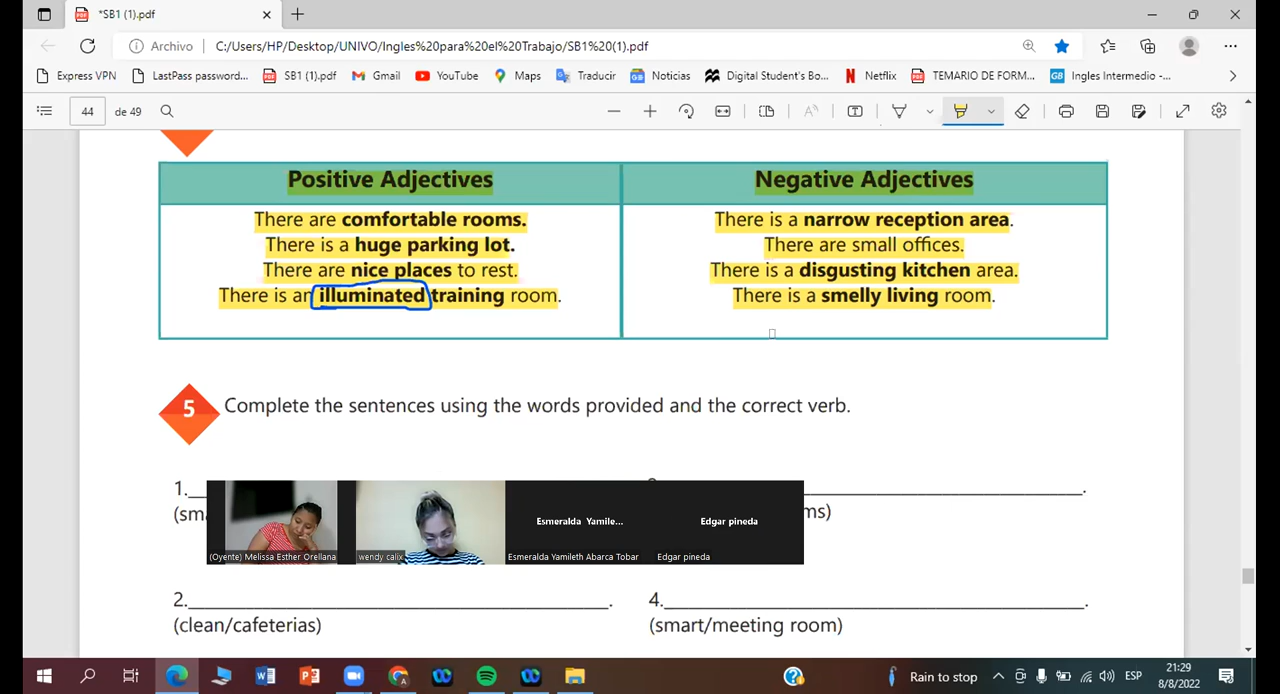 *SB1 (1).pdf
Archivo
C:/Users/HP/Desktop/UNIVO/Ingles%20para%20el%20Trabajo/SB1%20(1).pdf
Express VPN
LastPass password...
SB1 (1).pdf
Gmail
YouTube
Maps
Traducir
Noticias
Digital Student's Bo...
Netflix
TEMARIO DE FORM...
Ingles Intermedio -...
44
de 49
Positive Adjectives
There are comfortable rooms.
There is a huge parking lot.
There are nice places to rest.
There is an illuminated training room.
Negative Adjectives
There is a narrow reception area.
There are small offices.
There is a disgusting kitchen area.
There is a smelly living room.
5
Complete the sentences using the words provided and the correct verb.
1.___
(sma
ms)
(Oyente) Melissa Esther Orellana
wendy calix
Esmeralda Yamile...
Esmeralda Yamileth Abarca Tobar
Edgar pineda
Edgar pineda
2.______________________________.
(clean/cafeterias)
4.______________________________.
(smart/meeting room)
Rain to stop
ESP
21:29
8/8/2022